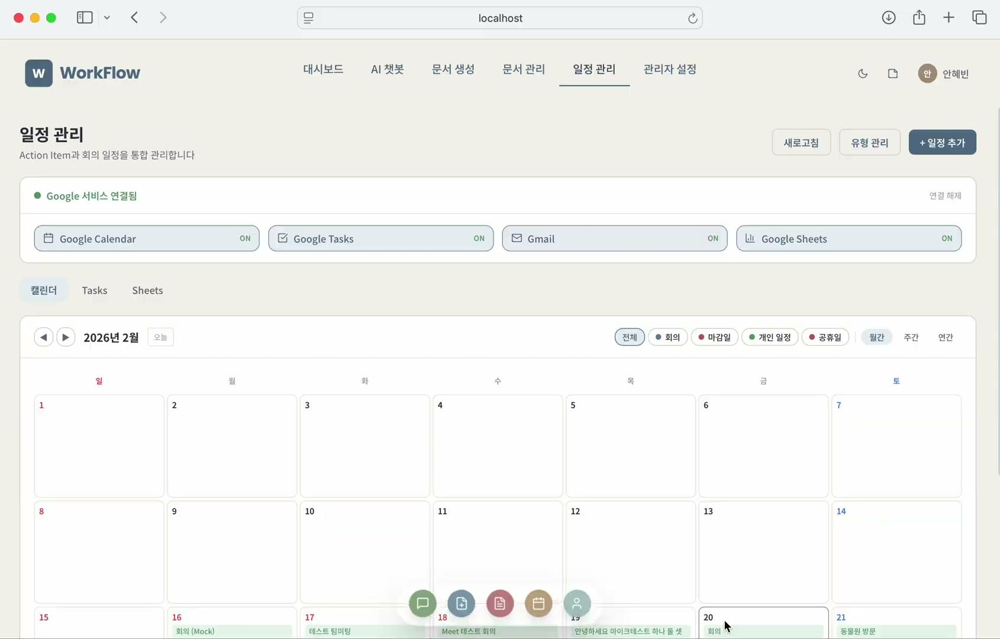 localhost
W WorkFlow
대시보드 AI 챗봇 문서 생성 문서 관리 일정 관리 관리자 설정
안 안혜빈
일정 관리
Action Item과 회의 일정을 통합 관리합니다
새로고침 유형 관리 + 일정 추가
Google 서비스 연결됨 연결 해제
Google Calendar ON Google Tasks ON Gmail ON Google Sheets ON
캘린더 Tasks Sheets
◀ ▶ 2026년 2월 오늘 전체 회의 마감일 개인 일정 공휴일 월간 주간 연간
일 월 화 수 목 금 토
1 2 3 4 5 6 7
8 9 10 11 12 13 14
15 16 17 18 19 20 21
회의 (Mock) 테스트 팀미팅 Meet 테스트 회의 안녕하세요 마이크테스트 하나 둘 셋 회의 동물원 방문